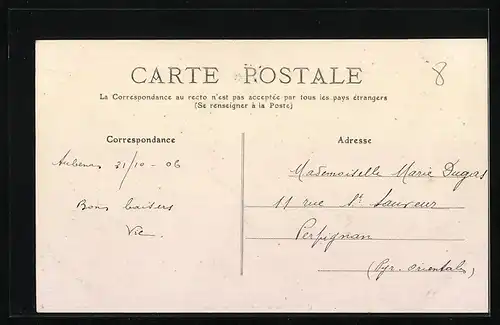 CARTE POSTALE
8
La Correspondance au recto n'est pas acceptée par tous les pays étrangers
(Se renseigner à la Poste)
Correspondance
Aubenas 21/10 - 06
Bons baisers
Vic.
Adresse
Mademoiselle Marie Dugas
11 rue St Sauveur
Perpignan
(Pyr. orientales)